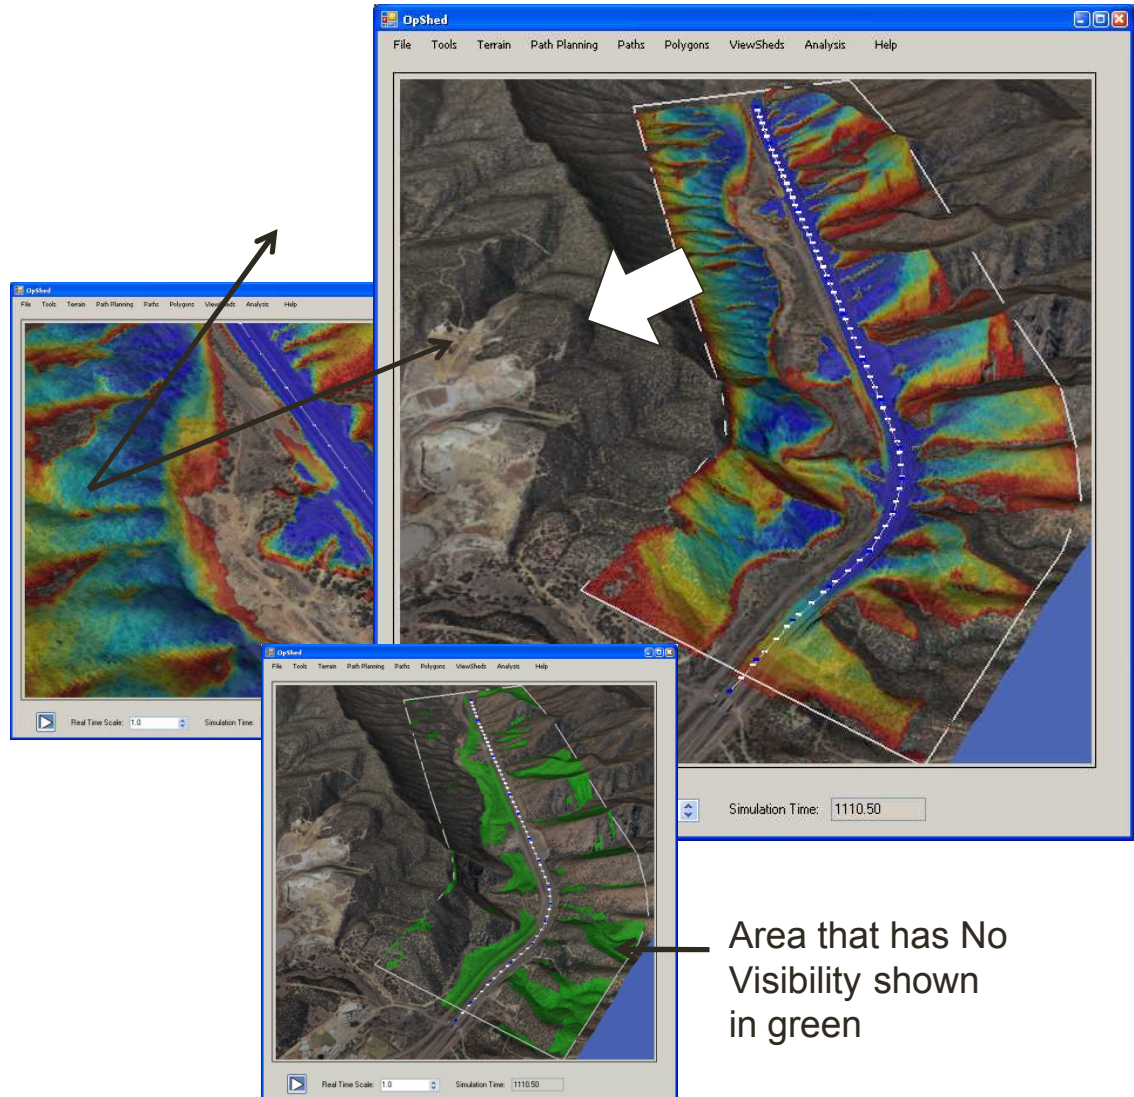 OpShed
File Tools Terrain Path Planning Paths Polygons ViewSheds Analysis Help
OpShed
File Tools Terrain Path Planning Paths Polygons ViewSheds Analysis Help
Real Time Scale: 1.0 Simulation Time:
Simulation Time: 1110.50
OpShed
File Tools Terrain Path Planning Paths Polygons ViewSheds Analysis Help
Real Time Scale: 1.0 Simulation Time: 1110.50
Area that has No
Visibility shown
in green